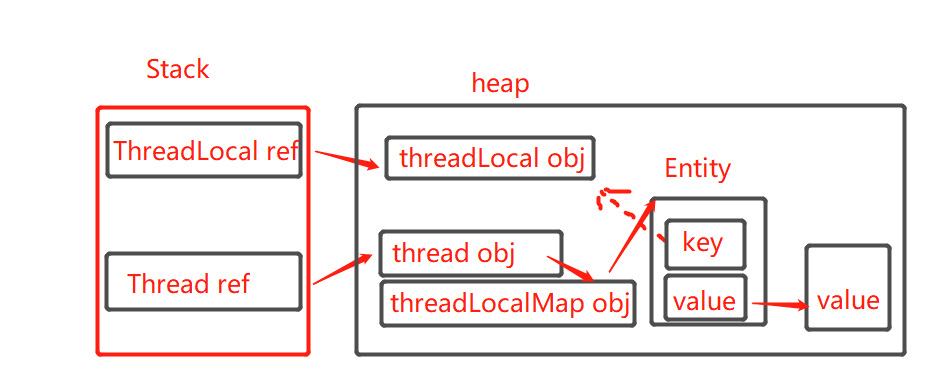 Stack
heap
ThreadLocal ref
threadLocal obj
Entity
key
thread obj
Thread ref
threadLocalMap obj
value
value